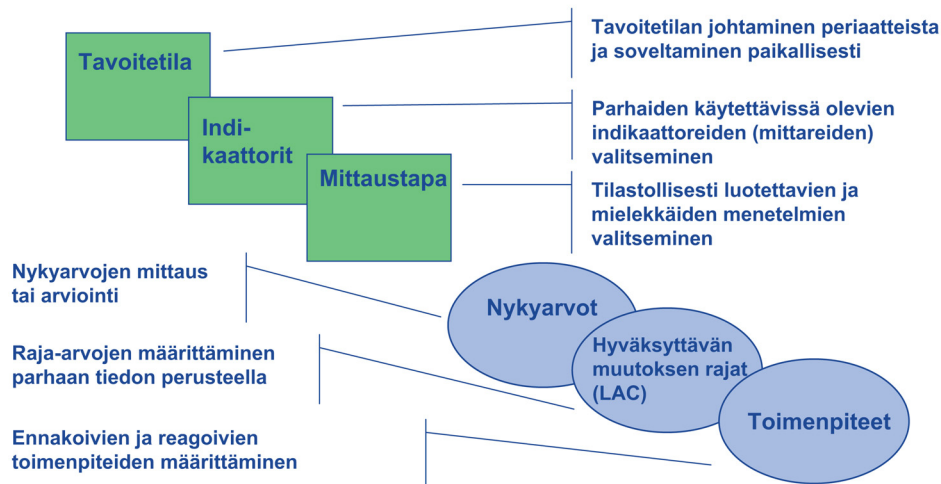 Tavoitetila
Tavoitetilan johtaminen periaatteista
ja soveltaminen paikallisesti
Indi-
kaattorit
Parhaiden käytettävissä olevien
indikaattoreiden (mittareiden)
valitseminen
Mittaustapa
Tilastollisesti luotettavien ja
mielekkäiden menetelmien
valitseminen
Nykyarvojen mittaus
tai arviointi
Nykyarvot
Raja-arvojen määrittäminen
parhaan tiedon perusteella
Hyväksyttävän
muutoksen rajat
(LAC)
Ennakoivien ja reagoivien
toimenpiteiden määrittäminen
Toimenpiteet